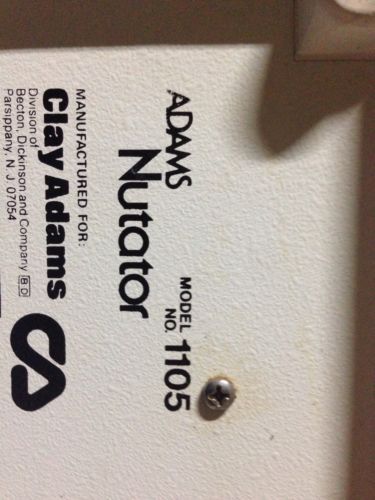 ADAMS
Nutator
MODEL NO. 1105
MANUFACTURED FOR:
Clay Adams
Division of
Becton, Dickinson and Company B-D
Parsippany, N. J. 07054